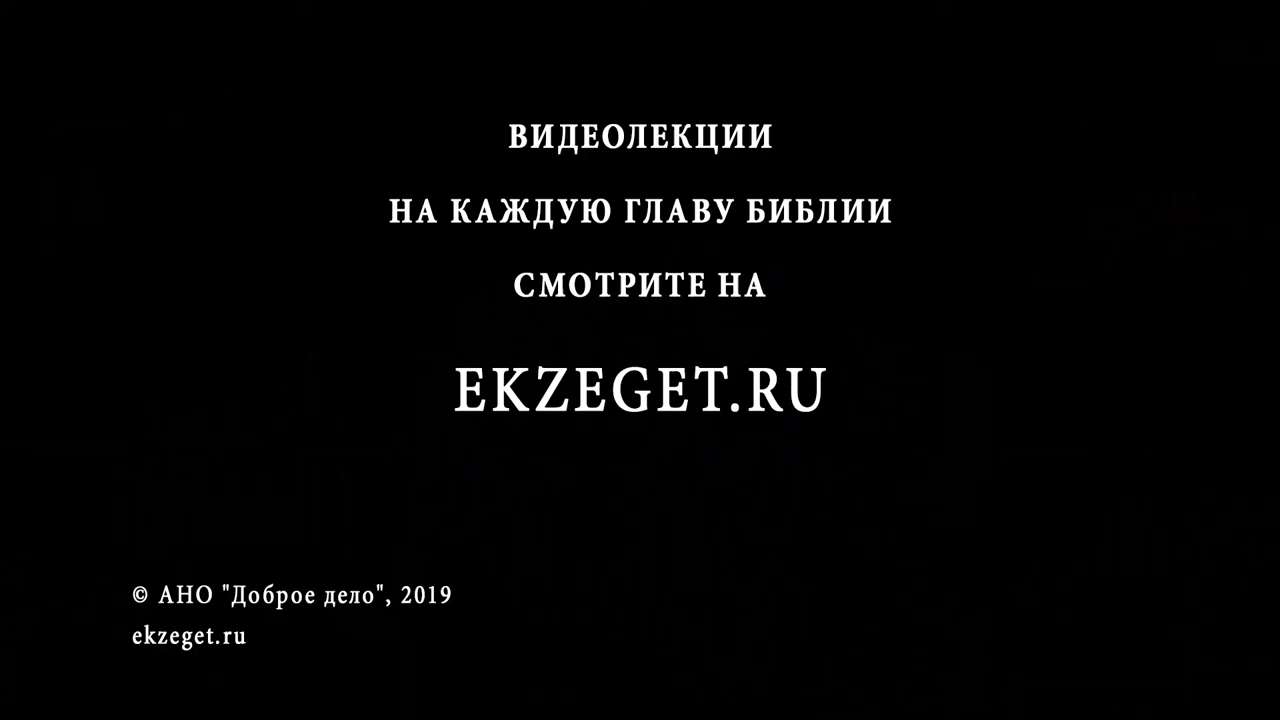 ВИДЕОЛЕКЦИИ
НА КАЖДУЮ ГЛАВУ БИБЛИИ
СМОТРИТЕ НА
EKZEGET.RU
© АНО "Доброе дело", 2019
ekzeget.ru